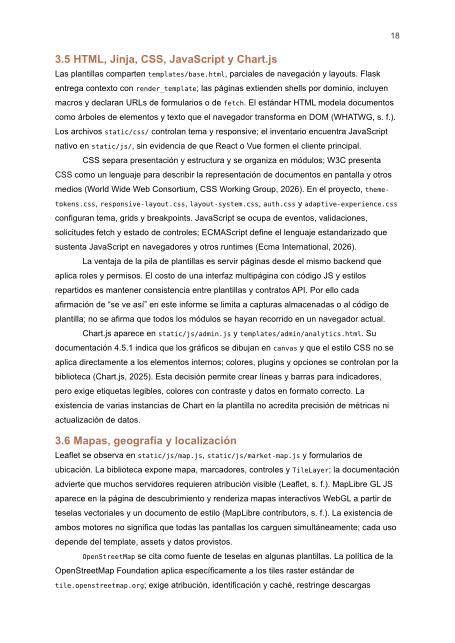 18
3.5 HTML, Jinja, CSS, JavaScript y Chart.js
Las plantillas comparten templates/base.html, parciales de navegación y layouts. Flask
entrega contexto con render_template; las páginas extienden shells por dominio, incluyen
macros y declaran URLs de formularios o de fetch. El estándar HTML modela documentos
como árboles de elementos y texto que el navegador transforma en DOM (WHATWG, s. f.).
Los archivos static/css/ controlan tema y responsive; el inventario encuentra JavaScript
nativo en static/js/, sin evidencia de que React o Vue formen el cliente principal.
CSS separa presentación y estructura y se organiza en módulos; W3C presenta
CSS como un lenguaje para describir la representación de documentos en pantalla y otros
medios (World Wide Web Consortium, CSS Working Group, 2026). En el proyecto, theme-
tokens.css, responsive-layout.css, layout-system.css, auth.css y adaptive-experience.css
configuran tema, grids y breakpoints. JavaScript se ocupa de eventos, validaciones,
solicitudes fetch y estado de controles; ECMAScript define el lenguaje estandarizado que
sustenta JavaScript en navegadores y otros runtimes (Ecma International, 2026).
La ventaja de la pila de plantillas es servir páginas desde el mismo backend que
aplica roles y permisos. El costo de una interfaz multipágina con código JS y estilos
repartidos es mantener consistencia entre plantillas y contratos API. Por ello cada
afirmación de “se ve así” en este informe se limita a capturas almacenadas o al código de
plantilla; no se afirma que todos los módulos se hayan recorrido en un navegador actual.
Chart.js aparece en static/js/admin.js y templates/admin/analytics.html. Su
documentación 4.5.1 indica que los gráficos se dibujan en canvas y que el estilo CSS no se
aplica directamente a los elementos internos; colores, plugins y opciones se controlan por la
biblioteca (Chart.js, 2025). Esta decisión permite crear líneas y barras para indicadores,
pero exige etiquetas legibles, colores con contraste y datos en formato correcto. La
existencia de varias instancias de Chart en la plantilla no acredita precisión de métricas ni
actualización de datos.
3.6 Mapas, geografía y localización
Leaflet se observa en static/js/map.js, static/js/market-map.js y formularios de
ubicación. La biblioteca expone mapa, marcadores, controles y TileLayer; la documentación
advierte que muchos servidores requieren atribución visible (Leaflet, s. f.). MapLibre GL JS
aparece en la página de descubrimiento y renderiza mapas interactivos WebGL a partir de
teselas vectoriales y un documento de estilo (MapLibre contributors, s. f.). La existencia de
ambos motores no significa que todas las pantallas los carguen simultáneamente; cada uso
depende del template, assets y datos provistos.
OpenStreetMap se cita como fuente de teselas en algunas plantillas. La política de la
OpenStreetMap Foundation aplica específicamente a los tiles raster estándar de
tile.openstreetmap.org; exige atribución, identificación y caché, restringe descargas